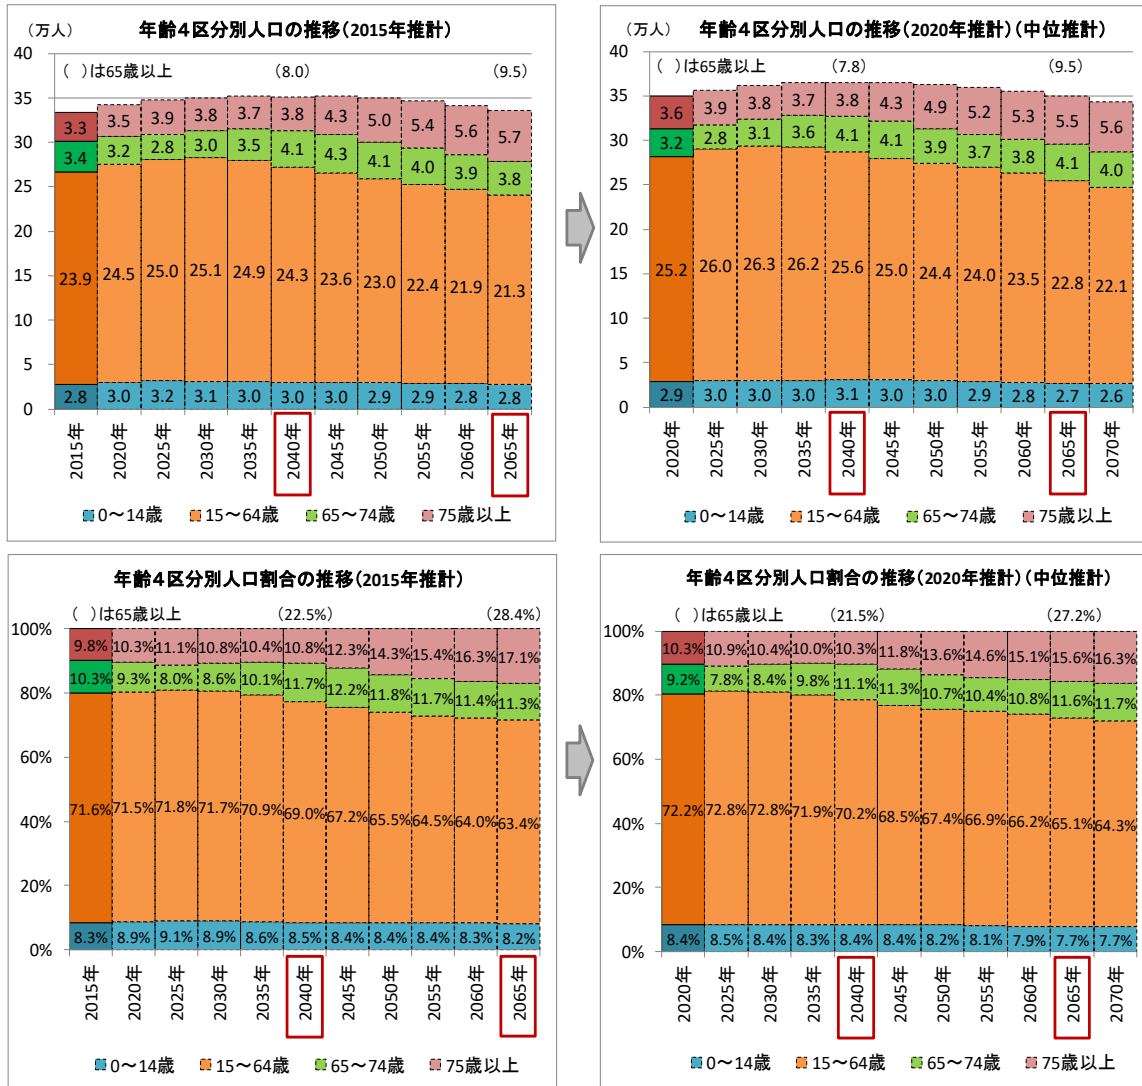 年齢４区分別人口の推移（2015年推計）
（万人）
（　）は65歳以上
（8.0）
（9.5）
40
35
30
25
20
15
10
5
0
3.3 3.5 3.9 3.8 3.7 3.8 4.3 5.0 5.4 5.6 5.7
3.4 3.2 2.8 3.0 3.5 4.1 4.3 4.1 4.0 3.9 3.8
23.9 24.5 25.0 25.1 24.9 24.3 23.6 23.0 22.4 21.9 21.3
2.8 3.0 3.2 3.1 3.0 3.0 3.0 2.9 2.9 2.8 2.8
2015年 2020年 2025年 2030年 2035年 2040年 2045年 2050年 2055年 2060年 2065年
0～14歳 15～64歳 65～74歳 75歳以上
年齢４区分別人口の推移（2020年推計）（中位推計）
（万人）
（　）は65歳以上
（7.8）
（9.5）
40
35
30
25
20
15
10
5
0
3.6 3.9 3.8 3.7 3.8 4.3 4.9 5.2 5.3 5.5 5.6
3.2 2.8 3.1 3.6 4.1 4.1 3.9 3.7 3.8 4.1 4.0
25.2 26.0 26.3 26.2 25.6 25.0 24.4 24.0 23.5 22.8 22.1
2.9 3.0 3.0 3.0 3.1 3.0 3.0 2.9 2.8 2.7 2.6
2020年 2025年 2030年 2035年 2040年 2045年 2050年 2055年 2060年 2065年 2070年
0～14歳 15～64歳 65～74歳 75歳以上
年齢４区分別人口割合の推移（2015年推計）
（　）は65歳以上
（22.5%）
（28.4%）
100%
80%
60%
40%
20%
0%
9.8% 10.3% 11.1% 10.8% 10.4% 10.8% 12.3% 14.3% 15.4% 16.3% 17.1%
10.3% 9.3% 8.0% 8.6% 10.1% 11.7% 12.2% 11.8% 11.7% 11.4% 11.3%
71.6% 71.5% 71.8% 71.7% 70.9% 69.0% 67.2% 65.5% 64.5% 64.0% 63.4%
8.3% 8.9% 9.1% 8.9% 8.6% 8.5% 8.4% 8.4% 8.4% 8.3% 8.2%
2015年 2020年 2025年 2030年 2035年 2040年 2045年 2050年 2055年 2060年 2065年
0～14歳 15～64歳 65～74歳 75歳以上
年齢４区分別人口割合の推移（2020年推計）（中位推計）
（　）は65歳以上
（21.5%）
（27.2%）
100%
80%
60%
40%
20%
0%
10.3% 10.9% 10.4% 10.0% 10.3% 11.8% 13.6% 14.6% 15.1% 15.6% 16.3%
9.2% 7.8% 8.4% 9.8% 11.1% 11.3% 10.7% 10.4% 10.8% 11.6% 11.7%
72.2% 72.8% 72.8% 71.9% 70.2% 68.5% 67.4% 66.9% 66.2% 65.1% 64.3%
8.4% 8.5% 8.4% 8.3% 8.4% 8.4% 8.2% 8.1% 7.9% 7.7% 7.7%
2020年 2025年 2030年 2035年 2040年 2045年 2050年 2055年 2060年 2065年 2070年
0～14歳 15～64歳 65～74歳 75歳以上